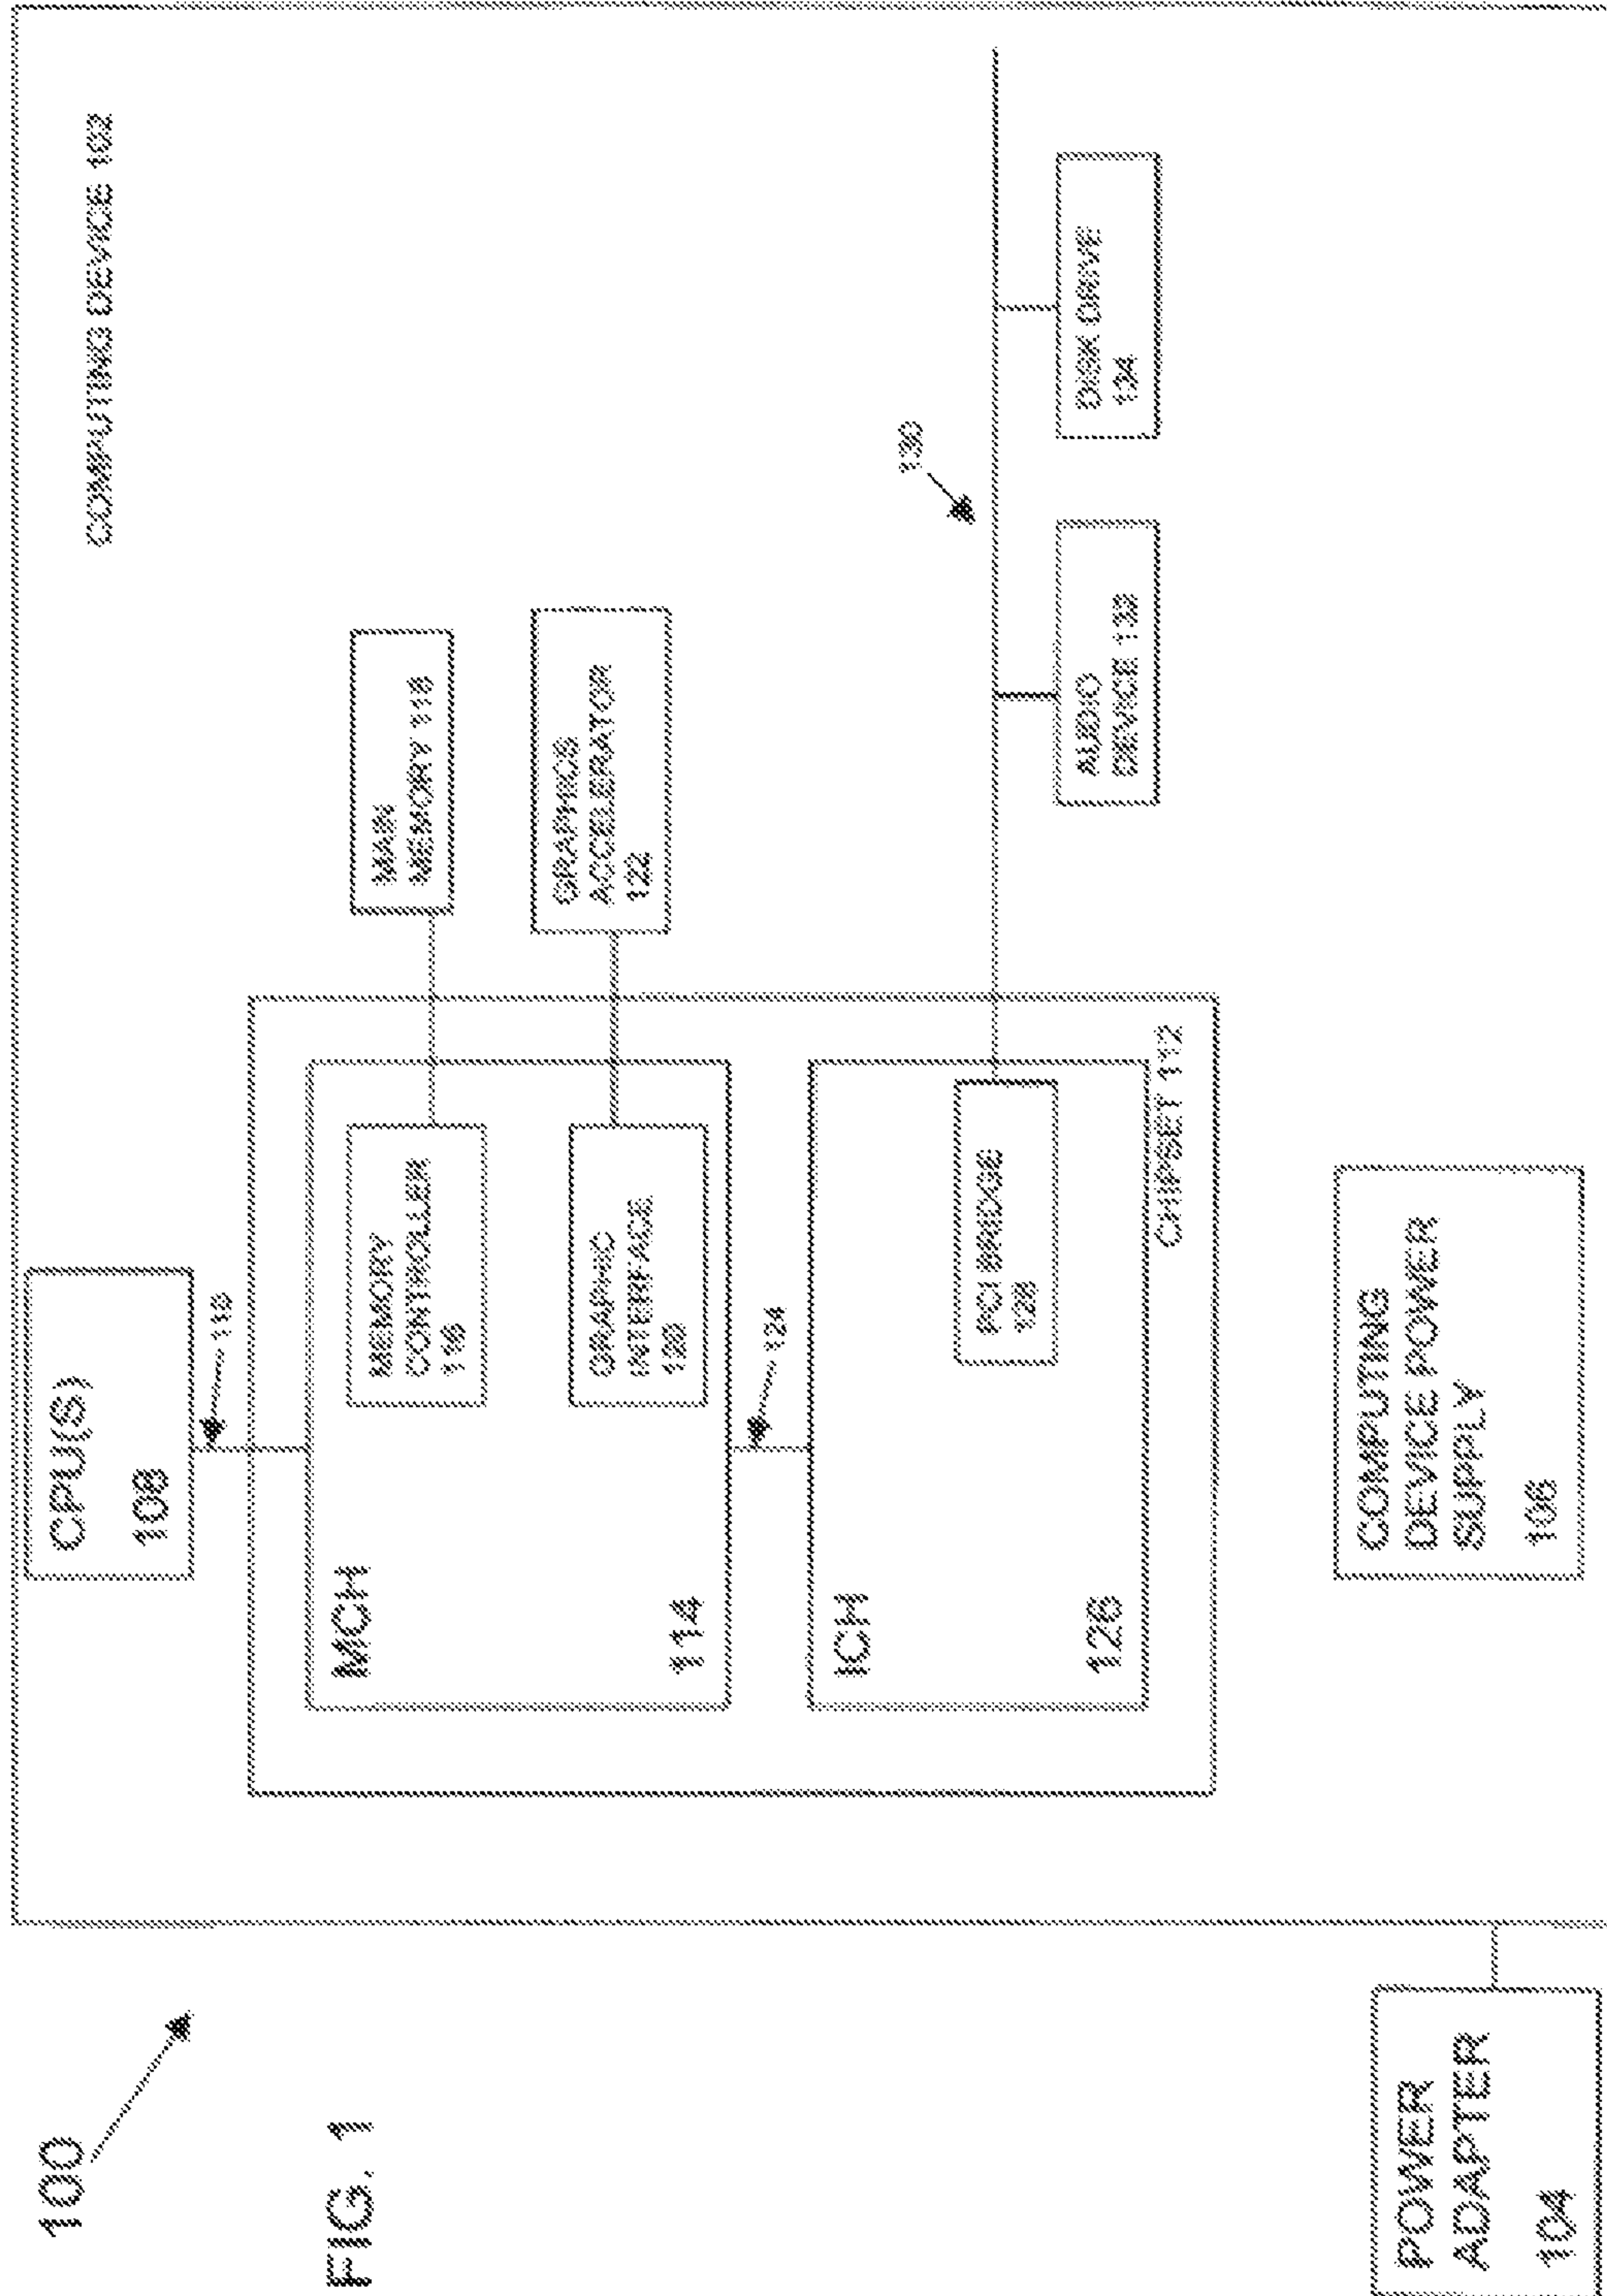 100
FIG. 1
COMPUTING DEVICE 102
CPU(S)
108
110
MCH
114
MEMORY
CONTROLLER
116
MAIN
MEMORY 118
GRAPHIC
INTERFACE
120
GRAPHICS
ACCELERATOR
122
124
ICH
126
PCI BRIDGE
128
CHIPSET 112
130
AUDIO
DEVICE 132
DISK DRIVE
134
COMPUTING
DEVICE POWER
SUPPLY
106
POWER
ADAPTER
104